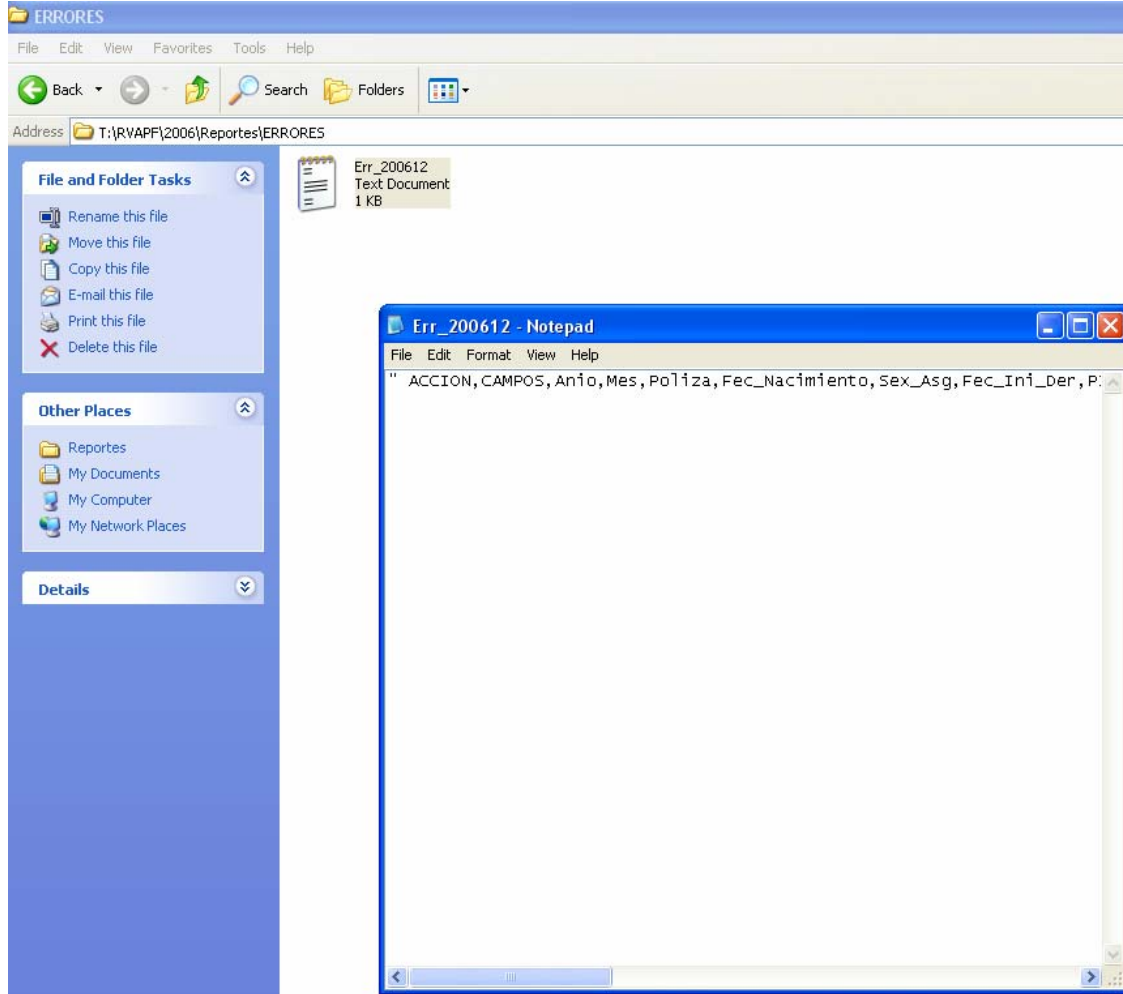 ERRORES
File Edit View Favorites Tools Help
Back Search Folders
Address T:\RVAPF\2006\Reportes\ERRORES
File and Folder Tasks
Rename this file
Move this file
Copy this file
E-mail this file
Print this file
Delete this file
Other Places
Reportes
My Documents
My Computer
My Network Places
Details
Err_200612
Text Document
1 KB
Err_200612 - Notepad
File Edit Format View Help
" ACCION,CAMPOS,Anio,Mes,Poliza,Fec_Nacimiento,Sex_Asg,Fec_Ini_Der,P